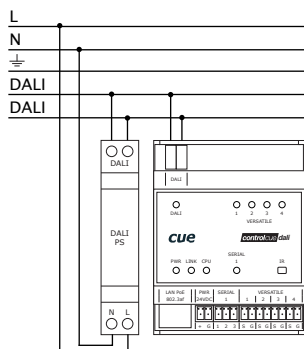 L
N
DALI
DALI
DALI
DALI
PS
N L
DALI
DALI
1 2 3 4
VERSATILE
cue
controlcue dali
PWR LINK CPU
SERIAL
1
IR
LAN PoE
802.3af
PWR
24VDC
SERIAL
1
VERSATILE
1 2 3 4
+ G 1 2 3 S G S G S G S G